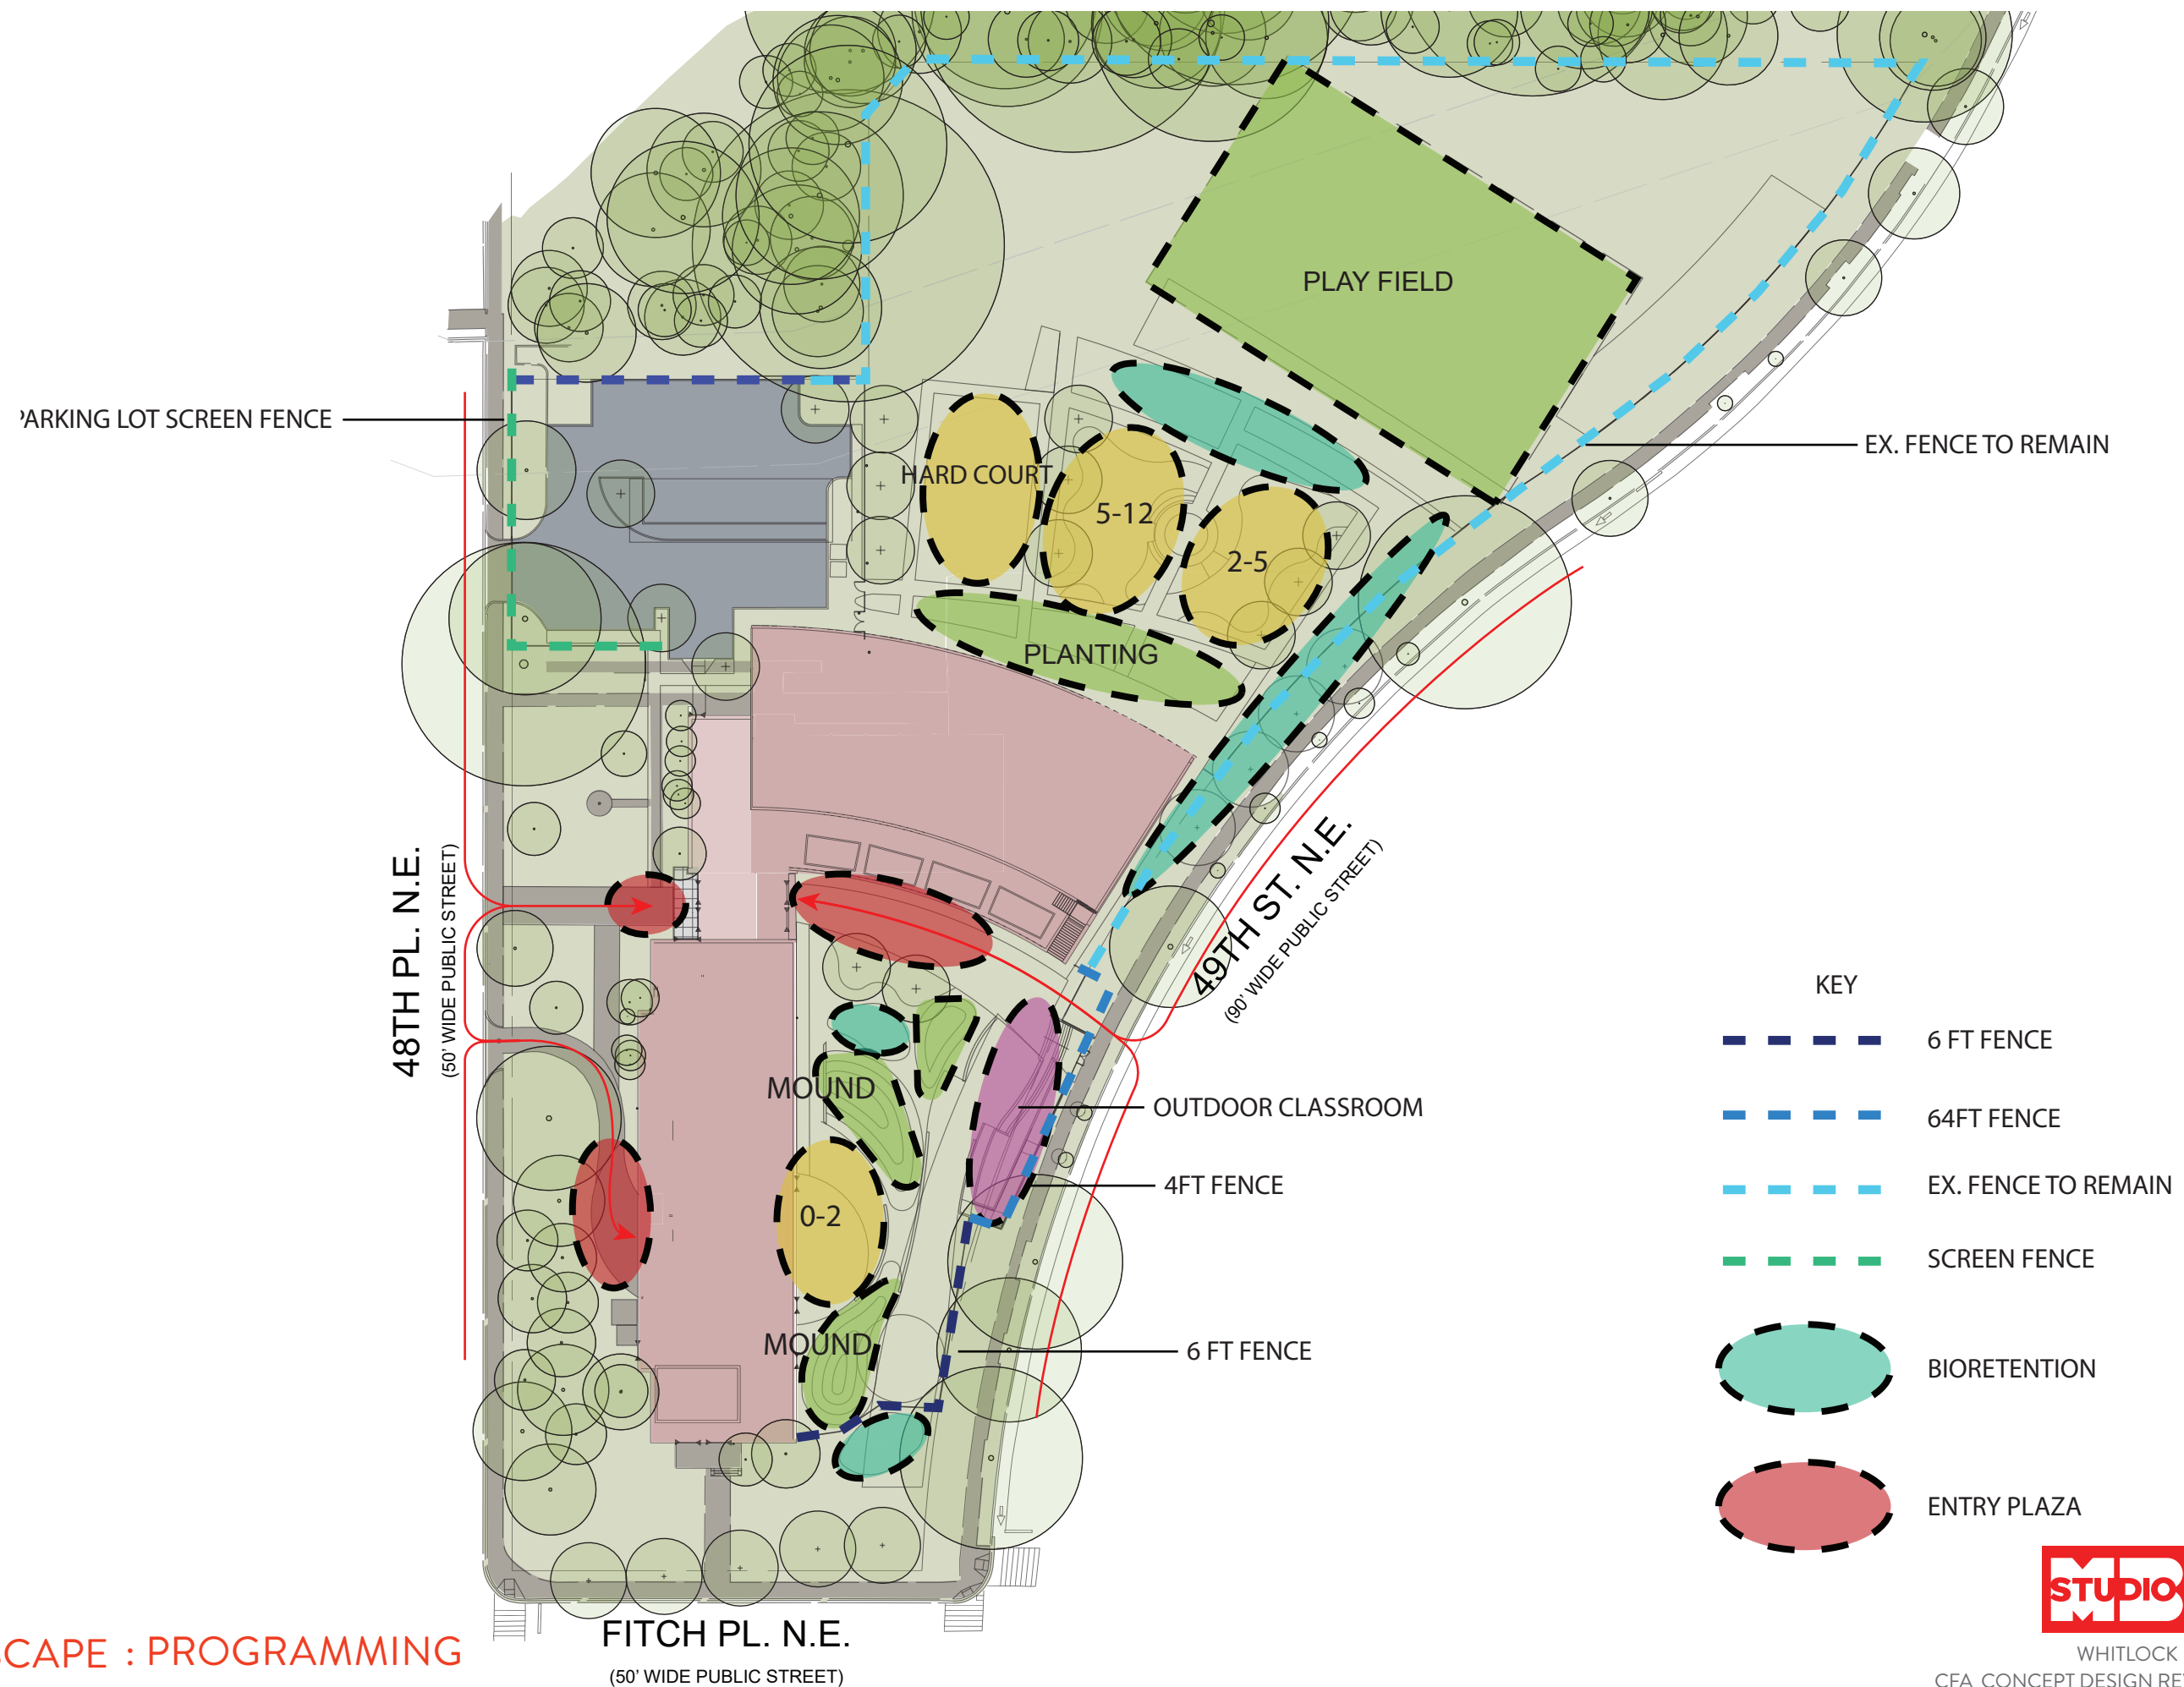 PLAY FIELD
PARKING LOT SCREEN FENCE
EX. FENCE TO REMAIN
HARD COURT
5-12
2-5
PLANTING
48TH PL. N.E.
(50' WIDE PUBLIC STREET)
49TH ST. N.E.
(90' WIDE PUBLIC STREET)
MOUND
OUTDOOR CLASSROOM
4FT FENCE
0-2
MOUND
6 FT FENCE
KEY
6 FT FENCE
64FT FENCE
EX. FENCE TO REMAIN
SCREEN FENCE
BIORETENTION
ENTRY PLAZA
STUDIO
FITCH PL. N.E.
(50' WIDE PUBLIC STREET)
CAPE : PROGRAMMING
WHITLOCK
CFA CONCEPT DESIGN RE